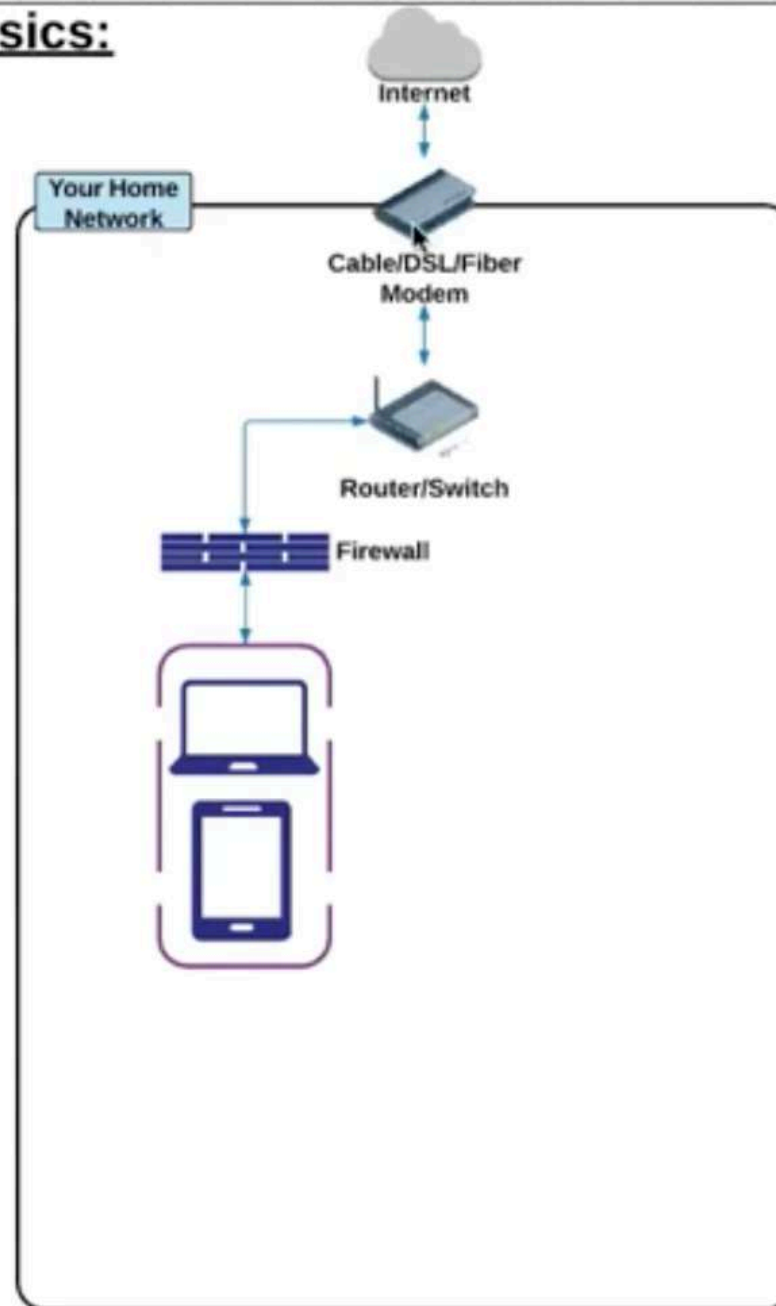 sics:
Internet
Your Home
Network
Cable/DSL/Fiber
Modem
Router/Switch
Firewall